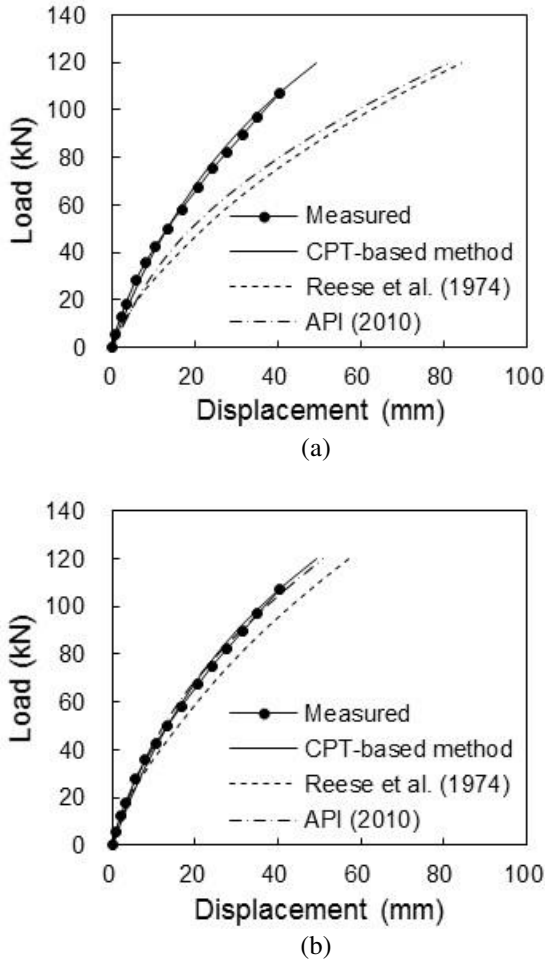 140
120
100
80
60
40
20
0
Load (kN)
Measured
CPT-based method
Reese et al. (1974)
API (2010)
0 20 40 60 80 100
Displacement (mm)
(a)
140
120
100
80
60
40
20
0
Load (kN)
Measured
CPT-based method
Reese et al. (1974)
API (2010)
0 20 40 60 80 100
Displacement (mm)
(b)